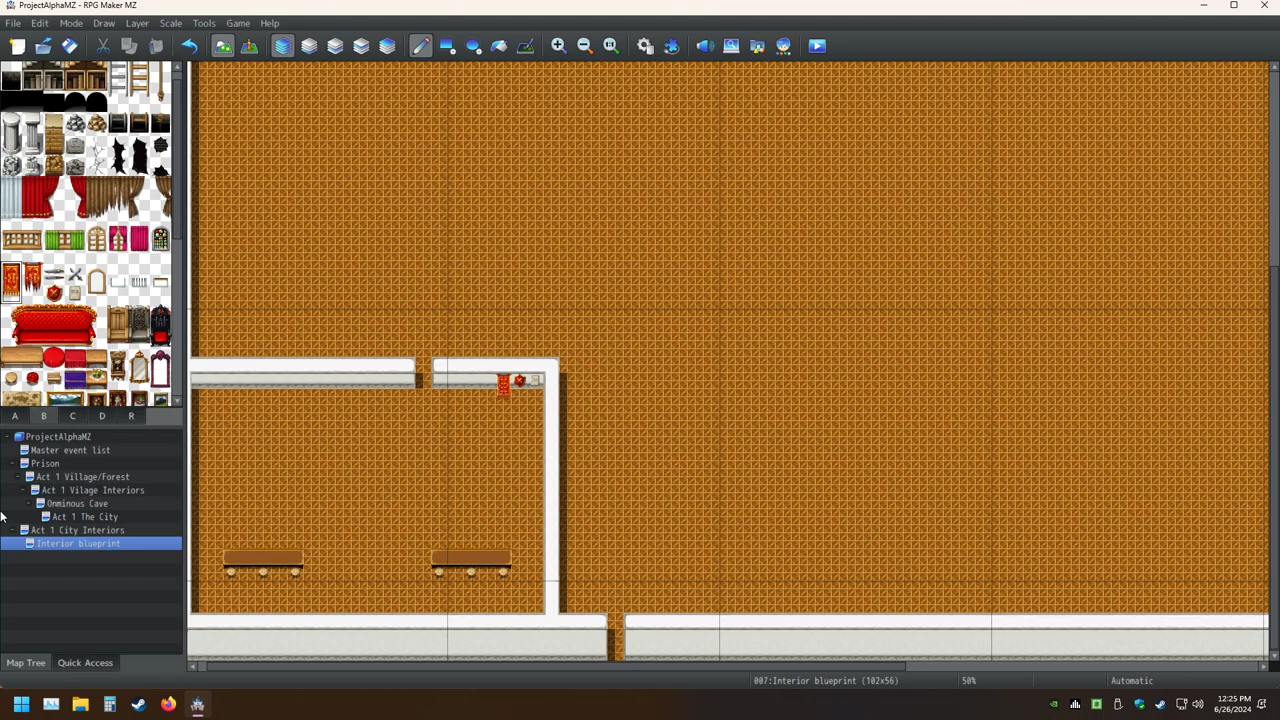 ProjectAlphaMZ - RPG Maker MZ
File Edit Mode Draw Layer Scale Tools Game Help
A B C D R
ProjectAlphaMZ
Master event list
Prison
Act 1 Village/Forest
Act 1 Vilage Interiors
Onminous Cave
Act 1 The City
Act 1 City Interiors
Interior blueprint
Map Tree Quick Access
007:Interior blueprint (102x56) 50% Automatic
12:25 PM
6/26/2024